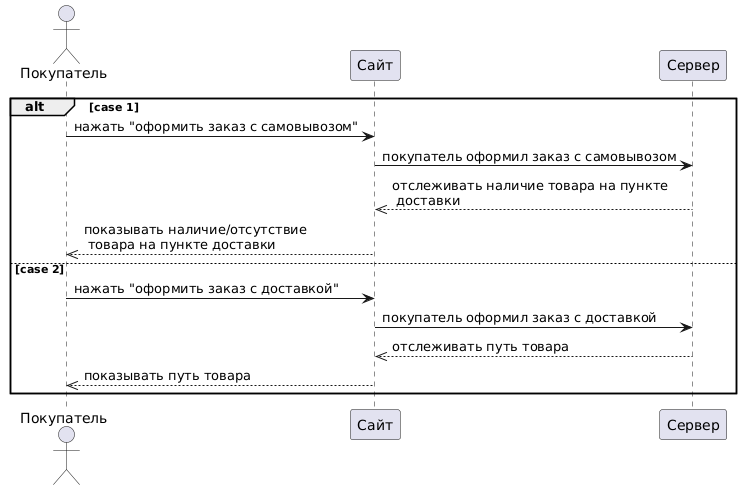 Покупатель
Сайт
Сервер
alt [case 1]
нажать "оформить заказ с самовывозом"
покупатель оформил заказ с самовывозом
отслеживать наличие товара на пункте
доставки
показывать наличие/отсутствие
товара на пункте доставки
[case 2]
нажать "оформить заказ с доставкой"
покупатель оформил заказ с доставкой
отслеживать путь товара
показывать путь товара
Покупатель
Сайт
Сервер